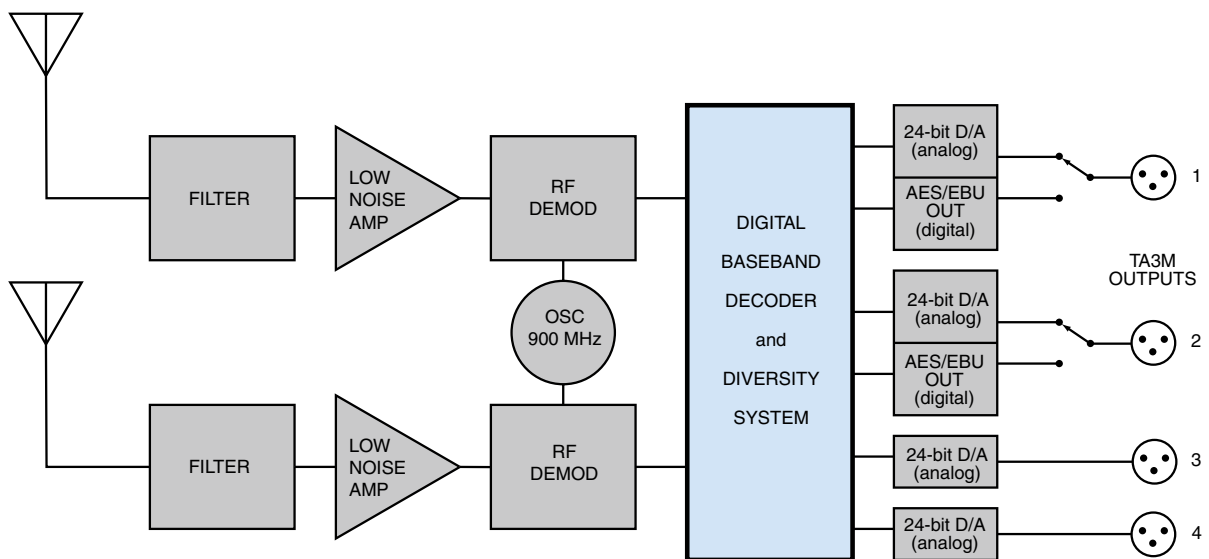 FILTER
LOW
NOISE
AMP
RF
DEMOD
OSC
900 MHz
FILTER
LOW
NOISE
AMP
RF
DEMOD
DIGITAL
BASEBAND
DECODER
and
DIVERSITY
SYSTEM
24-bit D/A
(analog)
AES/EBU
OUT
(digital)
1
24-bit D/A
(analog)
AES/EBU
OUT
(digital)
TA3M
OUTPUTS
2
24-bit D/A
(analog)
3
24-bit D/A
(analog)
4